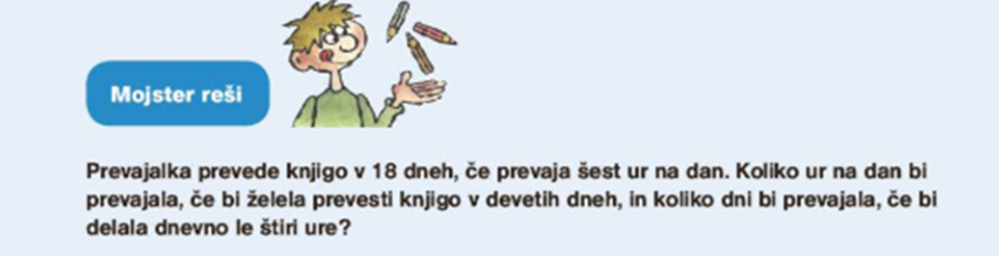 Mojster reši
Prevajalka prevede knjigo v 18 dneh, če prevaja šest ur na dan. Koliko ur na dan bi
prevajala, če bi želela prevesti knjigo v devetih dneh, in koliko dni bi prevajala, če bi
delala dnevno le štiri ure?